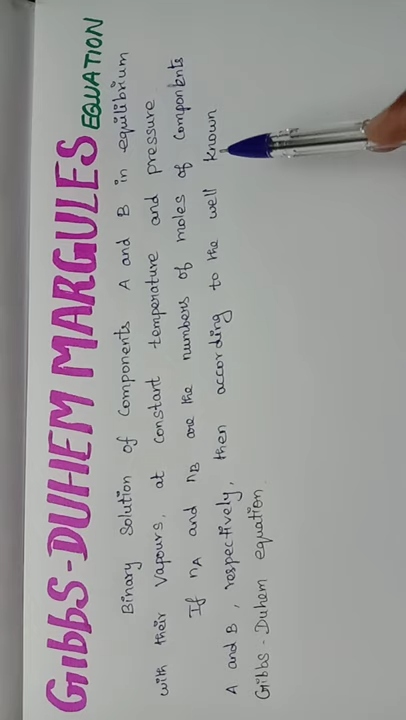 GibbS-DUHEM MARGULES EQUATION
Binary Solution of Components A and B in equilibrium
with their Vapours, at constant temperature and pressure.
If nA and nB are the numbers of moles of Components
A and B, respectively, then according to the well known
Gibbs-Duhem equation.